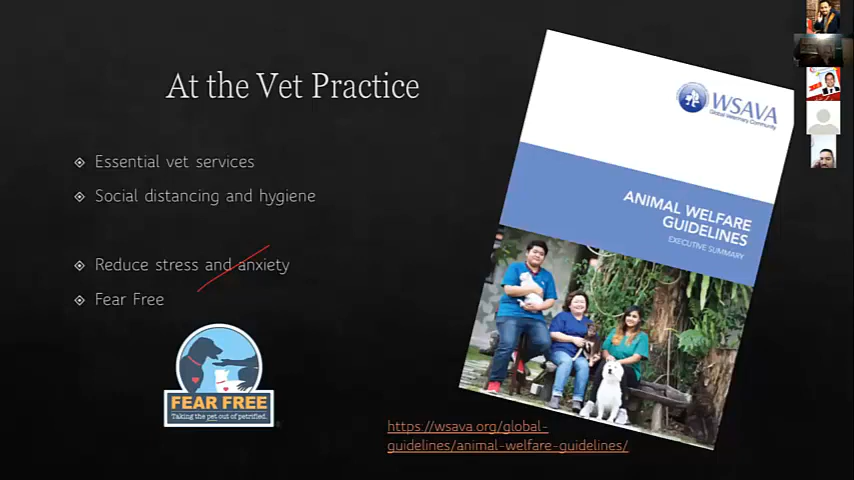 At the Vet Practice
Essential vet services
Social distancing and hygiene
Reduce stress and anxiety
Fear Free
FEAR FREE
Taking the pet out of petrified.
WSAVA
Global Veterinary Community
ANIMAL WELFARE
GUIDELINES
EXECUTIVE SUMMARY
https://wsava.org/global-
guidelines/animal-welfare-guidelines/